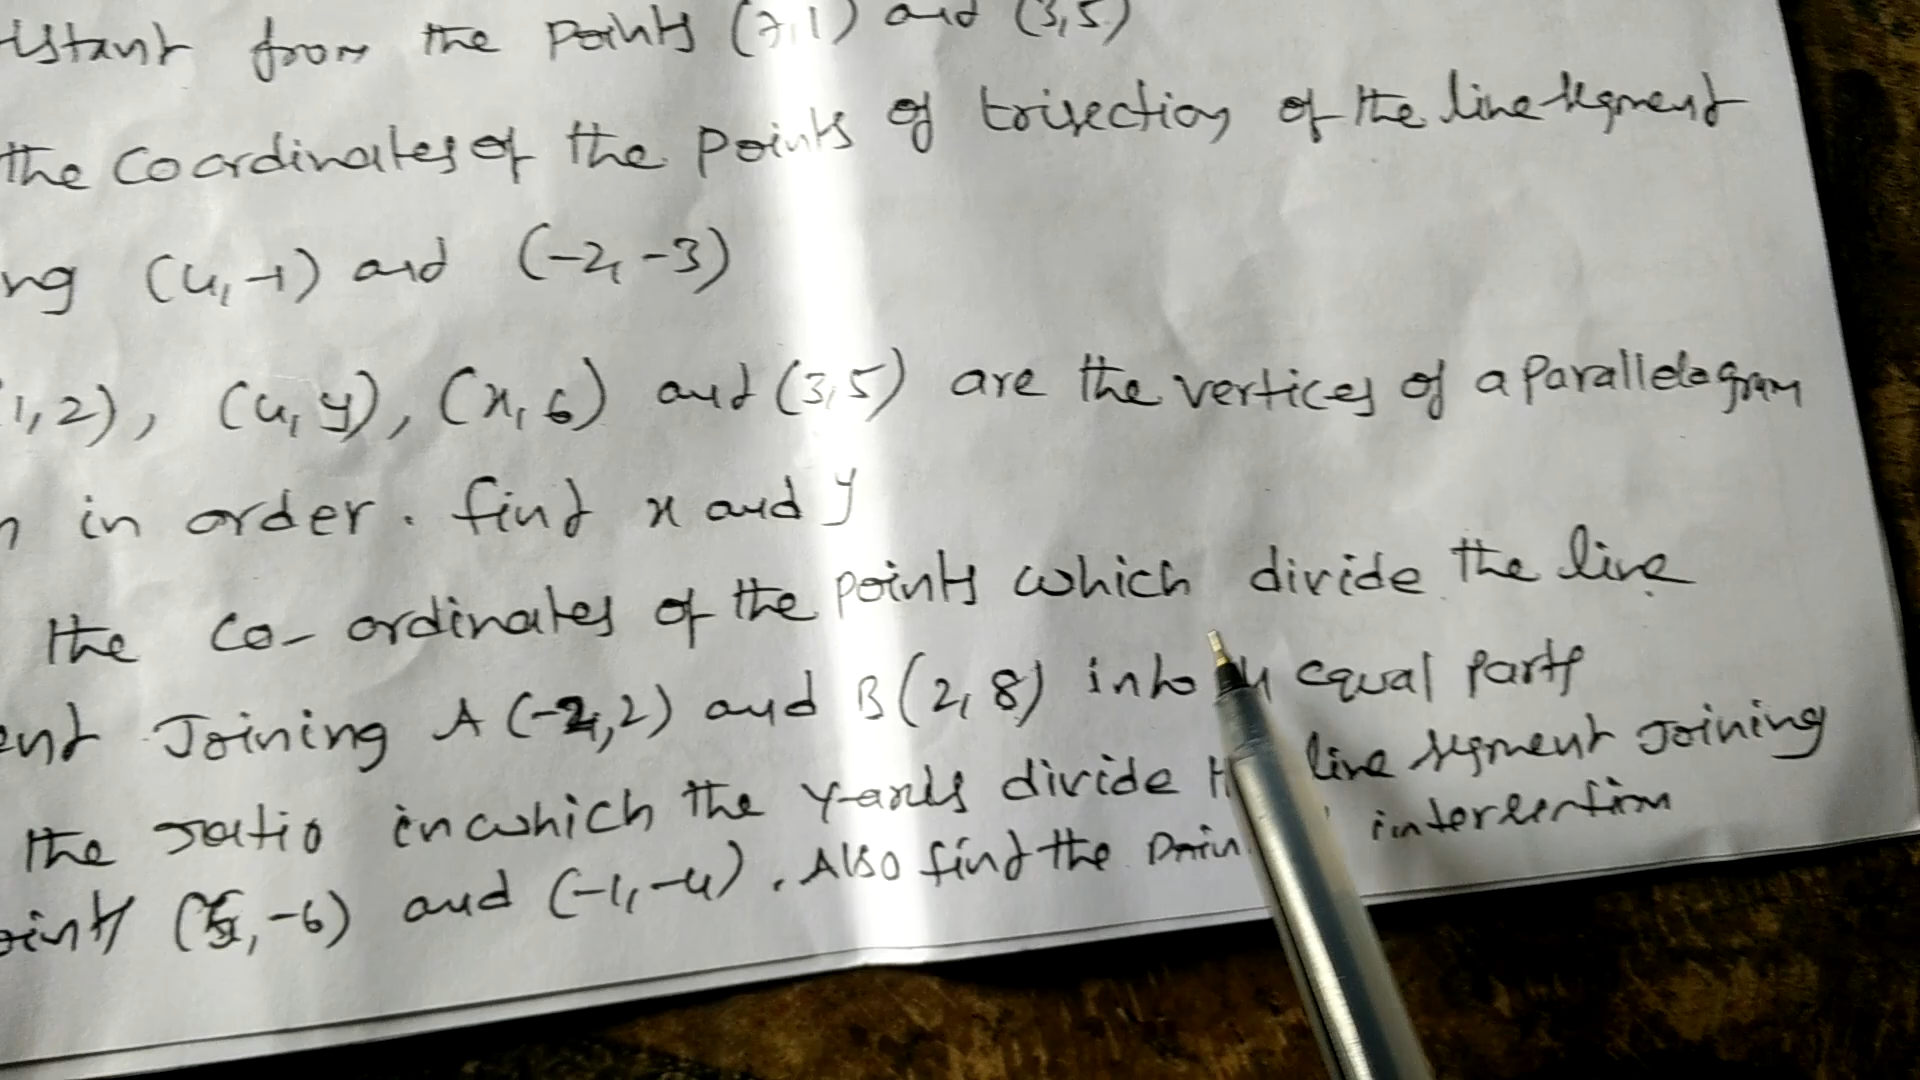 istant from the points (7,1) and (3,5)
the coordinates of the points of trisection of the line segment
ng (4,-1) and (-2,-3)
1,2), (4,y), (x,6) and (3,5) are the vertices of a Parallelogram
n in order. find x and y
the co-ordinates of the points which divide the line
ent Joining A(-2,2) and B(2,8) into 4 equal parts
the ratio in which the y-axis divide line segment Joining
oints (5,-6) and (-1,-4). Also find the Poin intersection